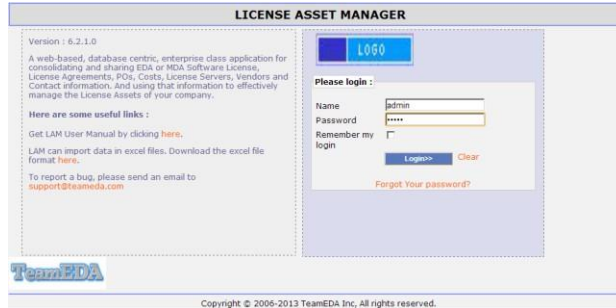 LICENSE ASSET MANAGER
Version : 6.2.1.0
A web-based, database centric, enterprise class application for
consolidating and sharing EDA or MDA Software License,
License Agreements, POs, Costs, License Servers, Vendors and
Contact information. And using that information to effectively
manage the License Assets of your company.
Here are some useful links :
Get LAM User Manual by clicking here.
LAM can import data in excel files. Download the excel file
format here.
To report a bug, please send an email to
support@teameda.com
LOGO
Please login :
Name admin
Password •••••
Remember my
login
Login>> Clear
Forgot Your password?
TeamEDA
Copyright © 2006-2013 TeamEDA Inc, All rights reserved.